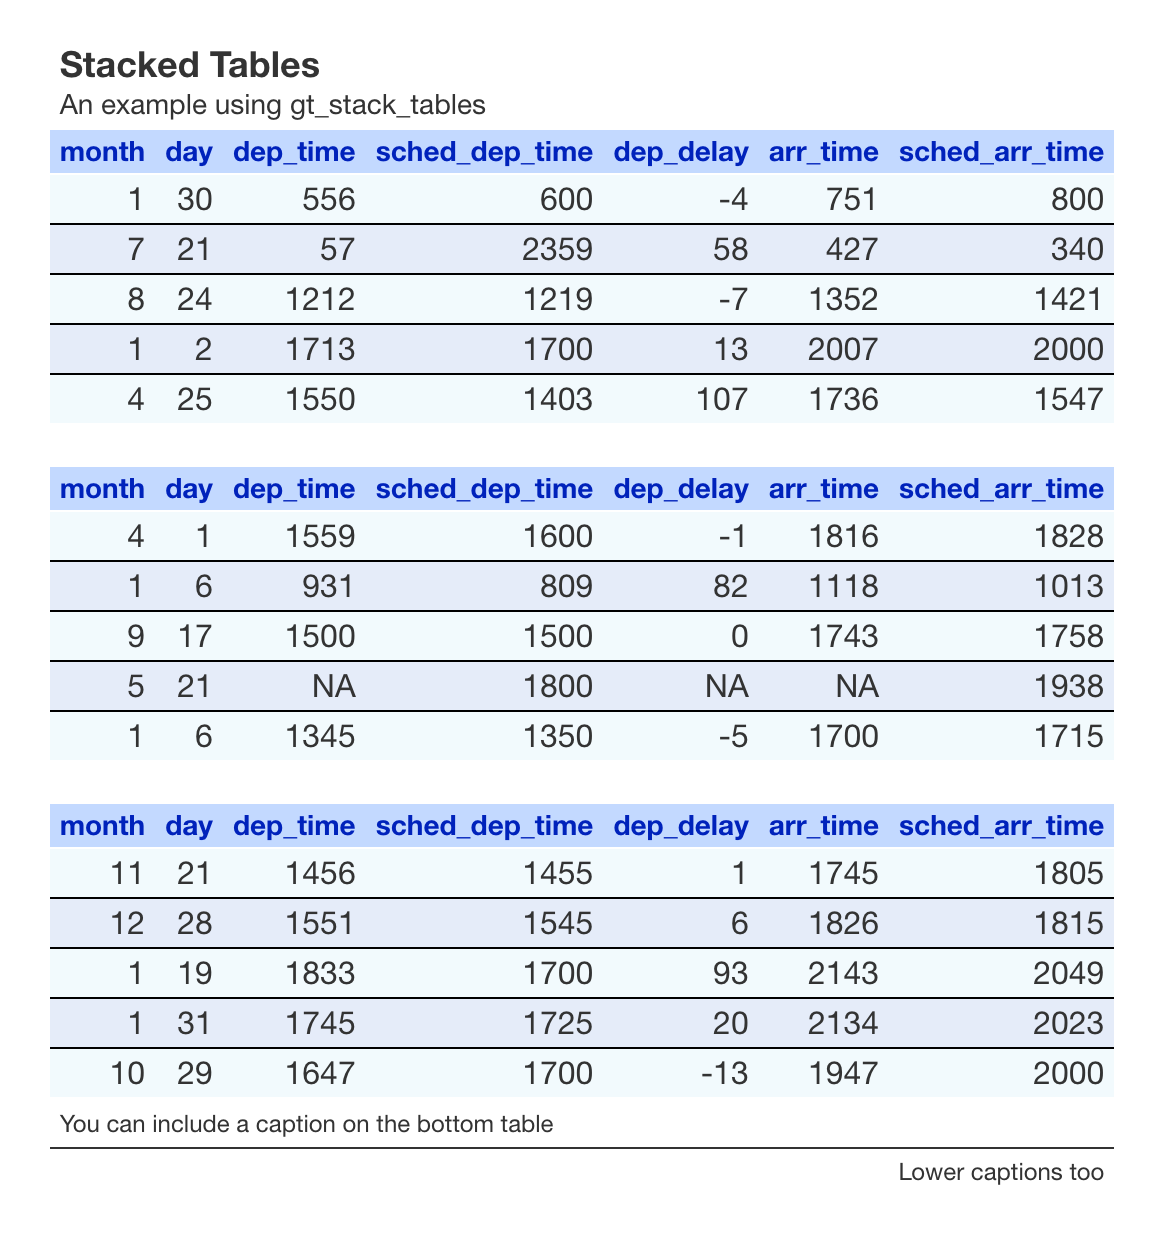 Stacked Tables
An example using gt_stack_tables
month day dep_time sched_dep_time dep_delay arr_time sched_arr_time
1 30 556 600 -4 751 800
7 21 57 2359 58 427 340
8 24 1212 1219 -7 1352 1421
1 2 1713 1700 13 2007 2000
4 25 1550 1403 107 1736 1547
month day dep_time sched_dep_time dep_delay arr_time sched_arr_time
4 1 1559 1600 -1 1816 1828
1 6 931 809 82 1118 1013
9 17 1500 1500 0 1743 1758
5 21 NA 1800 NA NA 1938
1 6 1345 1350 -5 1700 1715
month day dep_time sched_dep_time dep_delay arr_time sched_arr_time
11 21 1456 1455 1 1745 1805
12 28 1551 1545 6 1826 1815
1 19 1833 1700 93 2143 2049
1 31 1745 1725 20 2134 2023
10 29 1647 1700 -13 1947 2000
You can include a caption on the bottom table
Lower captions too